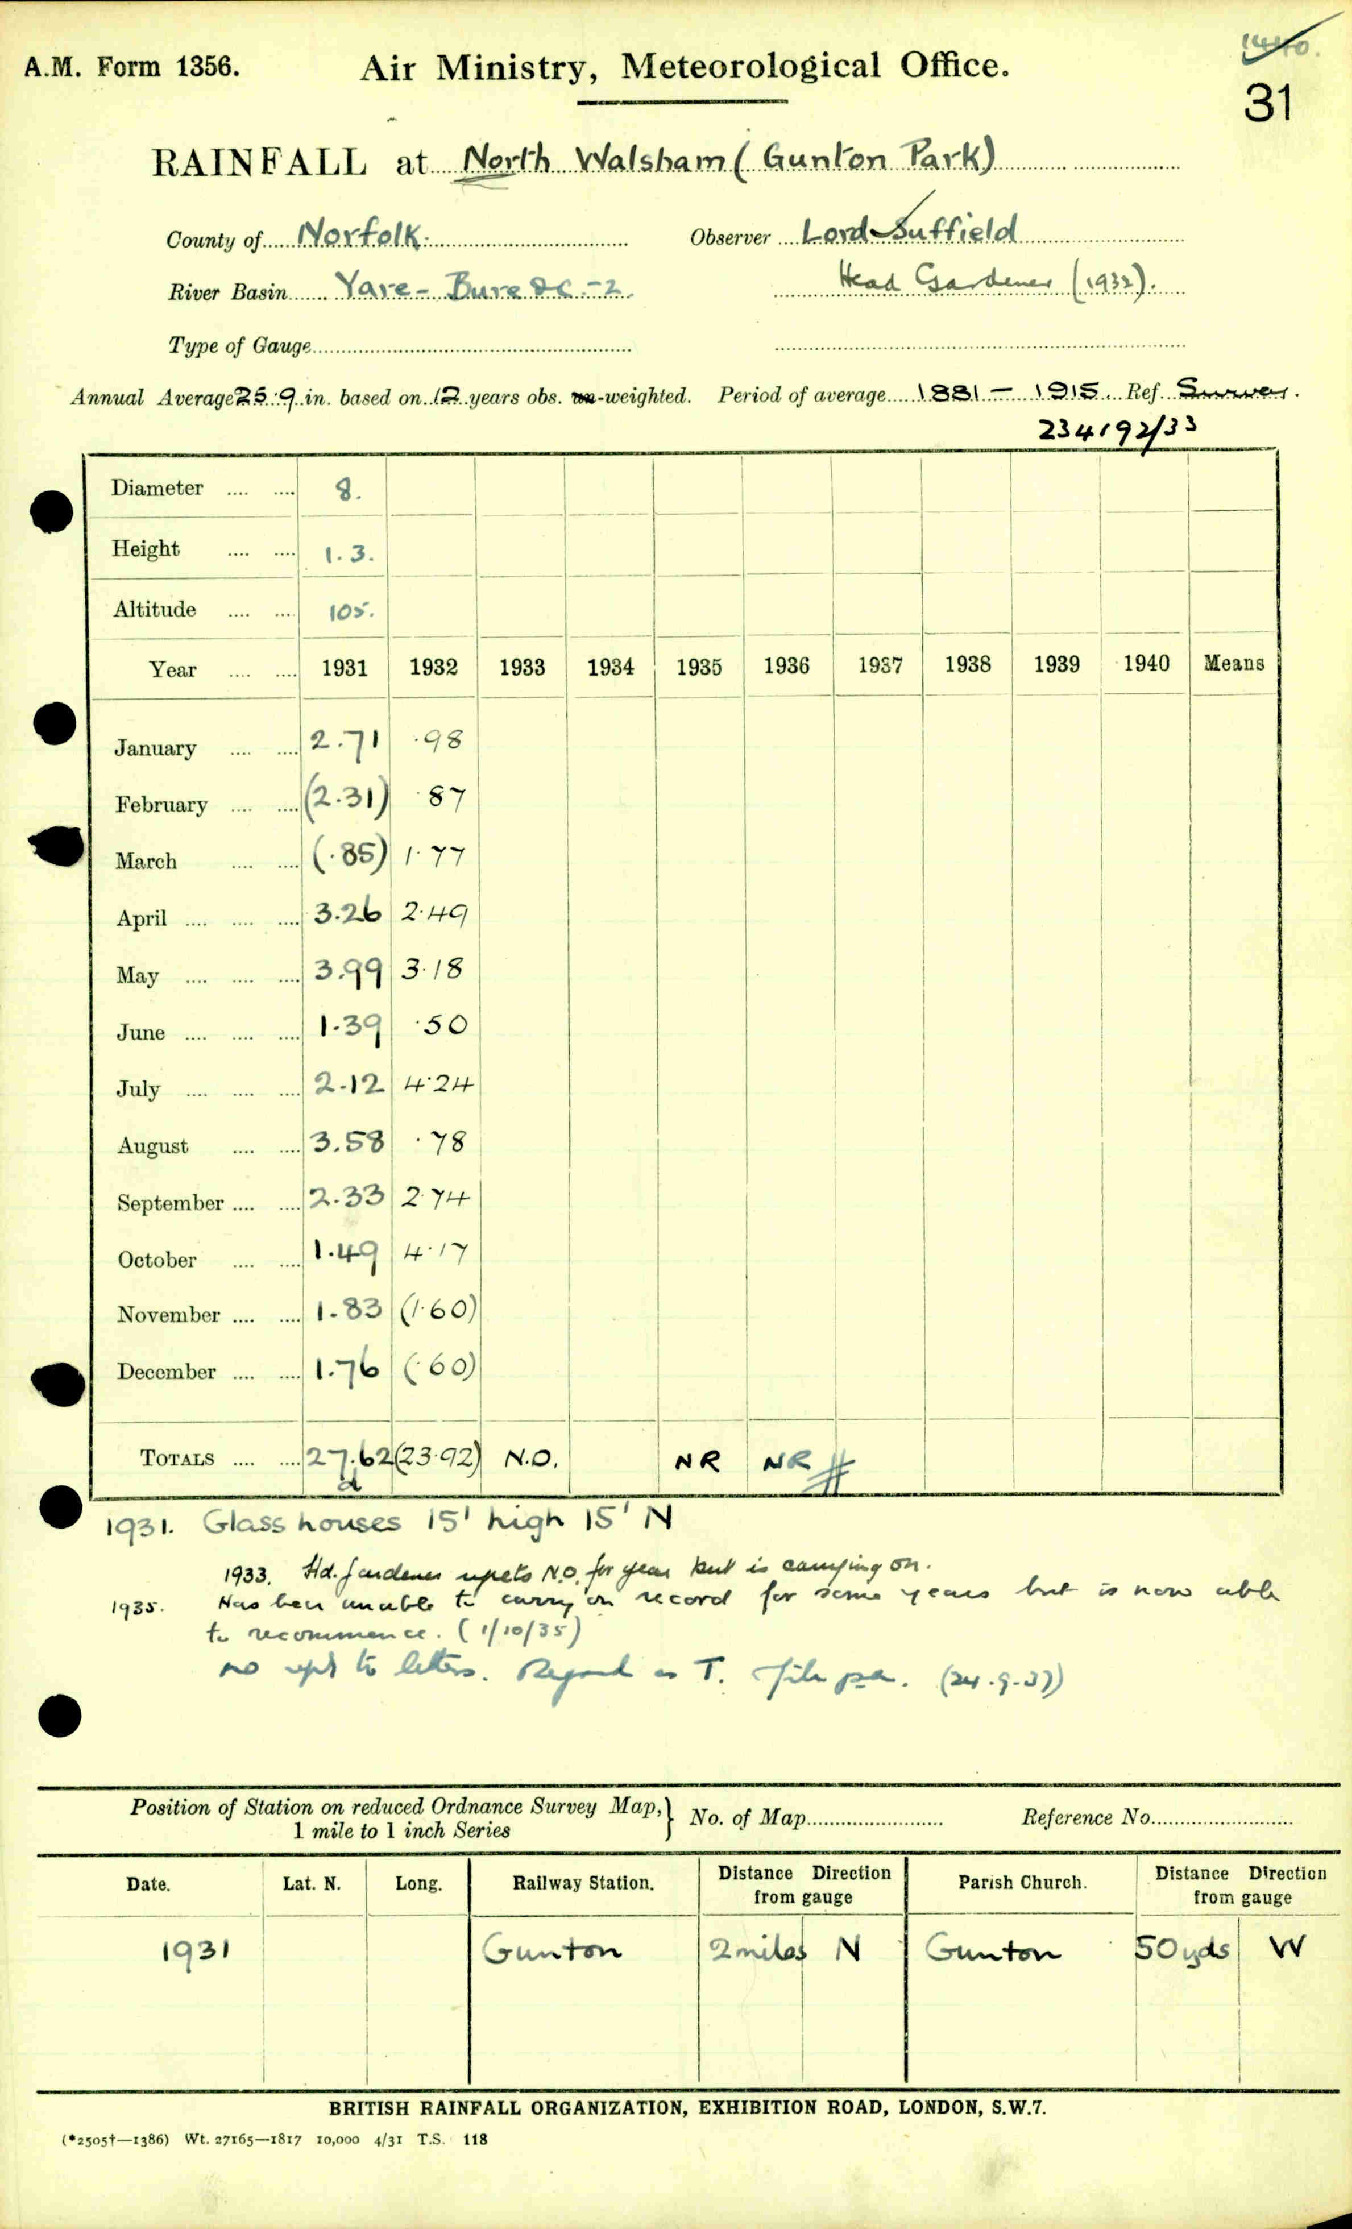 A.M. Form 1356.
Air Ministry, Meteorological Office.
1440.
31
RAINFALL at North Walsham (Gunton Park)
County of Norfolk. Observer Lord Suffield
River Basin Yare - Bure &c. -2. Head Gardener (1932).
Type of Gauge
Annual Average 25.9 in. based on 12 years obs. un-weighted. Period of average 1881 - 1915. Ref. Survey.
234192/33
Diameter .... .... 8.
Height .... .... 1.3.
Altitude .... .... 105.
Year .... .... 1931 1932 1933 1934 1935 1936 1937 1938 1939 1940 Means
January .... .... 2.71 .98
February .... .... (2.31) .87
March .... .... (.85) 1.77
April .... .... .... 3.26 2.49
May .... .... .... 3.99 3.18
June .... .... .... 1.39 .50
July .... .... .... 2.12 4.24
August .... .... 3.58 .78
September .... .... 2.33 2.74
October .... .... 1.49 4.17
November .... .... 1.83 (1.60)
December .... .... 1.76 (.60)
TOTALS .... .... 27.62 (23.92) N.O. NR NR #
d
1931. Glass houses 15' high 15' N
1933. Hd. Gardener regrets N.O. for year but is carrying on.
1935. Has been unable to carry on record for some years but is now able
to recommence. (1/10/35)
no reply to letters. Regard as T. File (24.9.37)
Position of Station on reduced Ordnance Survey Map, } No. of Map Reference No.
1 mile to 1 inch Series
Date. Lat. N. Long. Railway Station. Distance Direction from gauge Parish Church. Distance Direction from gauge
1931 Gunton 2 miles N Gunton 50 yds W
BRITISH RAINFALL ORGANIZATION, EXHIBITION ROAD, LONDON, S.W.7.
(*2505†—1386) Wt. 27165—1817 10,000 4/31 T.S. 118